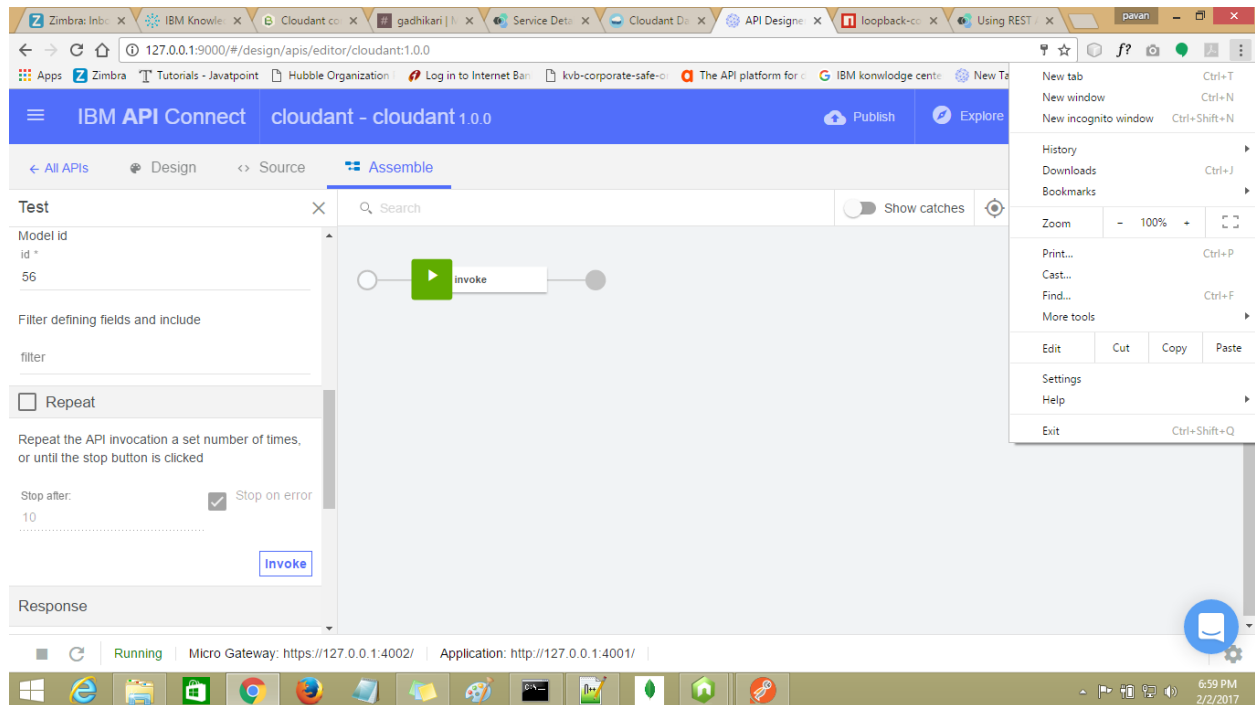 Zimbra: Inbo
IBM Knowle
Cloudant co
gadhikari | N
Service Deta
Cloudant Da
API Designe
loopback-co
Using REST A
pavan
127.0.0.1:9000/#/design/apis/editor/cloudant:1.0.0
f?
Apps
Zimbra
Tutorials - Javatpoint
Hubble Organization
Log in to Internet Ban
kvb-corporate-safe-o
The API platform for
IBM konwlodge cente
New Ta
IBM API Connect
cloudant - cloudant 1.0.0
Publish
Explore
← All APIs
Design
<> Source
Assemble
Test
Search
Show catches
Model id
id *
56
Filter defining fields and include
filter
Repeat
Repeat the API invocation a set number of times,
or until the stop button is clicked
Stop after:
10
Stop on error
Invoke
Response
invoke
New tab Ctrl+T
New window Ctrl+N
New incognito window Ctrl+Shift+N
History
Downloads Ctrl+J
Bookmarks
Zoom - 100% +
Print... Ctrl+P
Cast...
Find... Ctrl+F
More tools
Edit Cut Copy Paste
Settings
Help
Exit Ctrl+Shift+Q
Running
Micro Gateway: https://127.0.0.1:4002/
Application: http://127.0.0.1:4001/
6:59 PM
2/2/2017